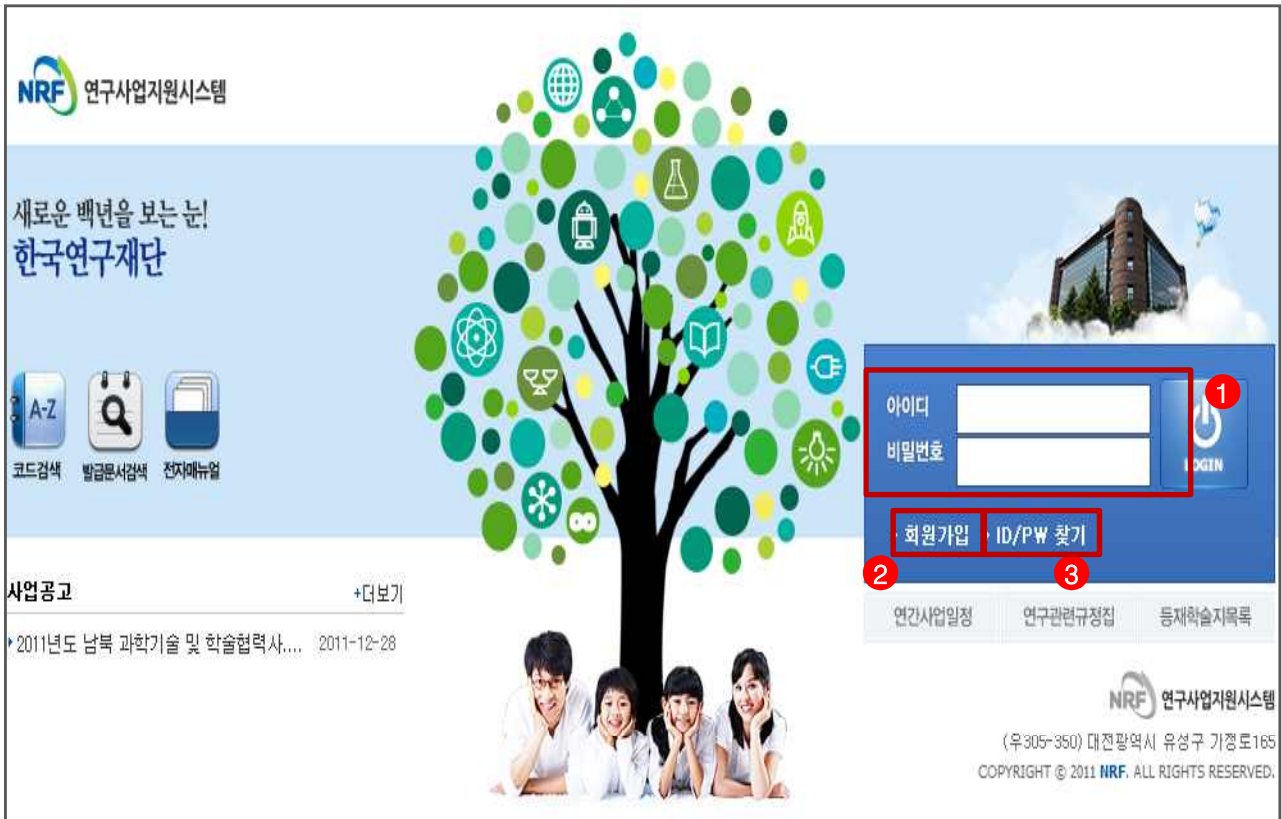 NRF 연구사업지원시스템
새로운 백년을 보는 눈!
한국연구재단
A-Z
코드검색 발급문서검색 전자매뉴얼
사업공고 +더보기
2011년도 남북 과학기술 및 학술협력사.... 2011-12-28
아이디
비밀번호
LOGIN
1
회원가입 ID/PW 찾기
2 3
연간사업일정 연구관련규정집 등재학술지목록
NRF 연구사업지원시스템
(우305-350) 대전광역시 유성구 가정로165
COPYRIGHT © 2011 NRF. ALL RIGHTS RESERVED.